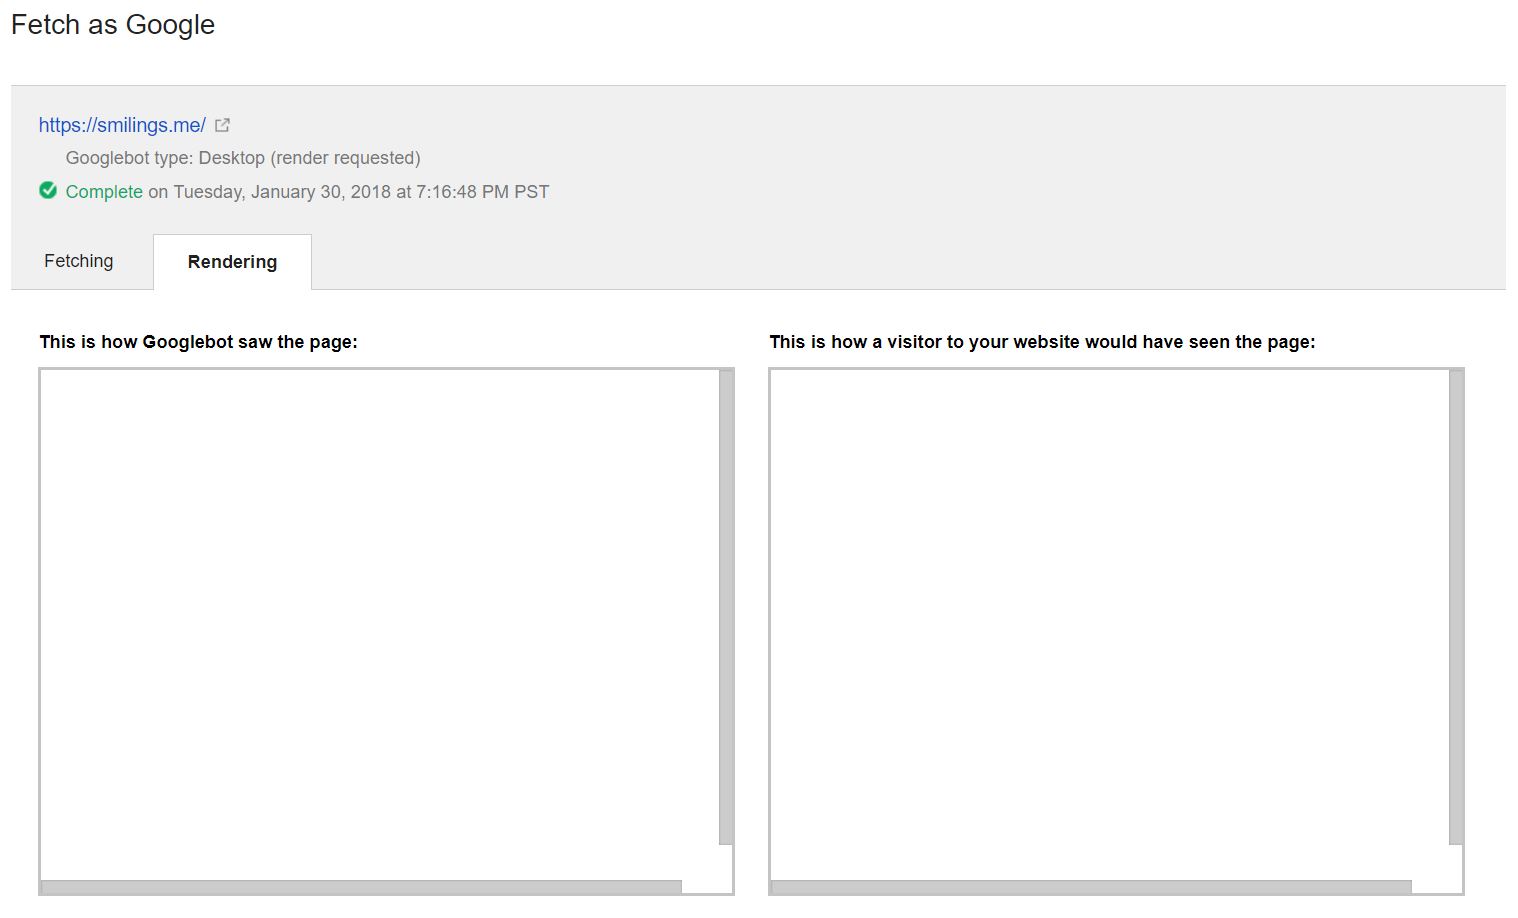 Fetch as Google
https://smilings.me/
Googlebot type: Desktop (render requested)
Complete on Tuesday, January 30, 2018 at 7:16:48 PM PST
Fetching
Rendering
This is how Googlebot saw the page:
This is how a visitor to your website would have seen the page: